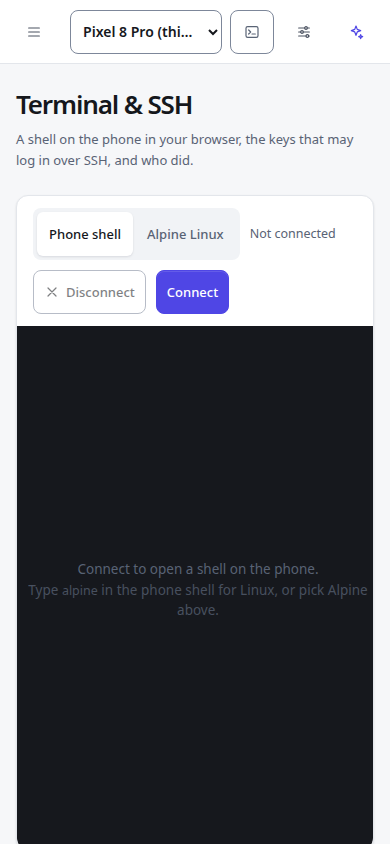 Pixel 8 Pro (thi...
Terminal & SSH
A shell on the phone in your browser, the keys that may
log in over SSH, and who did.
Phone shell
Alpine Linux
Not connected
Disconnect
Connect
Connect to open a shell on the phone.
Type alpine in the phone shell for Linux, or pick Alpine
above.